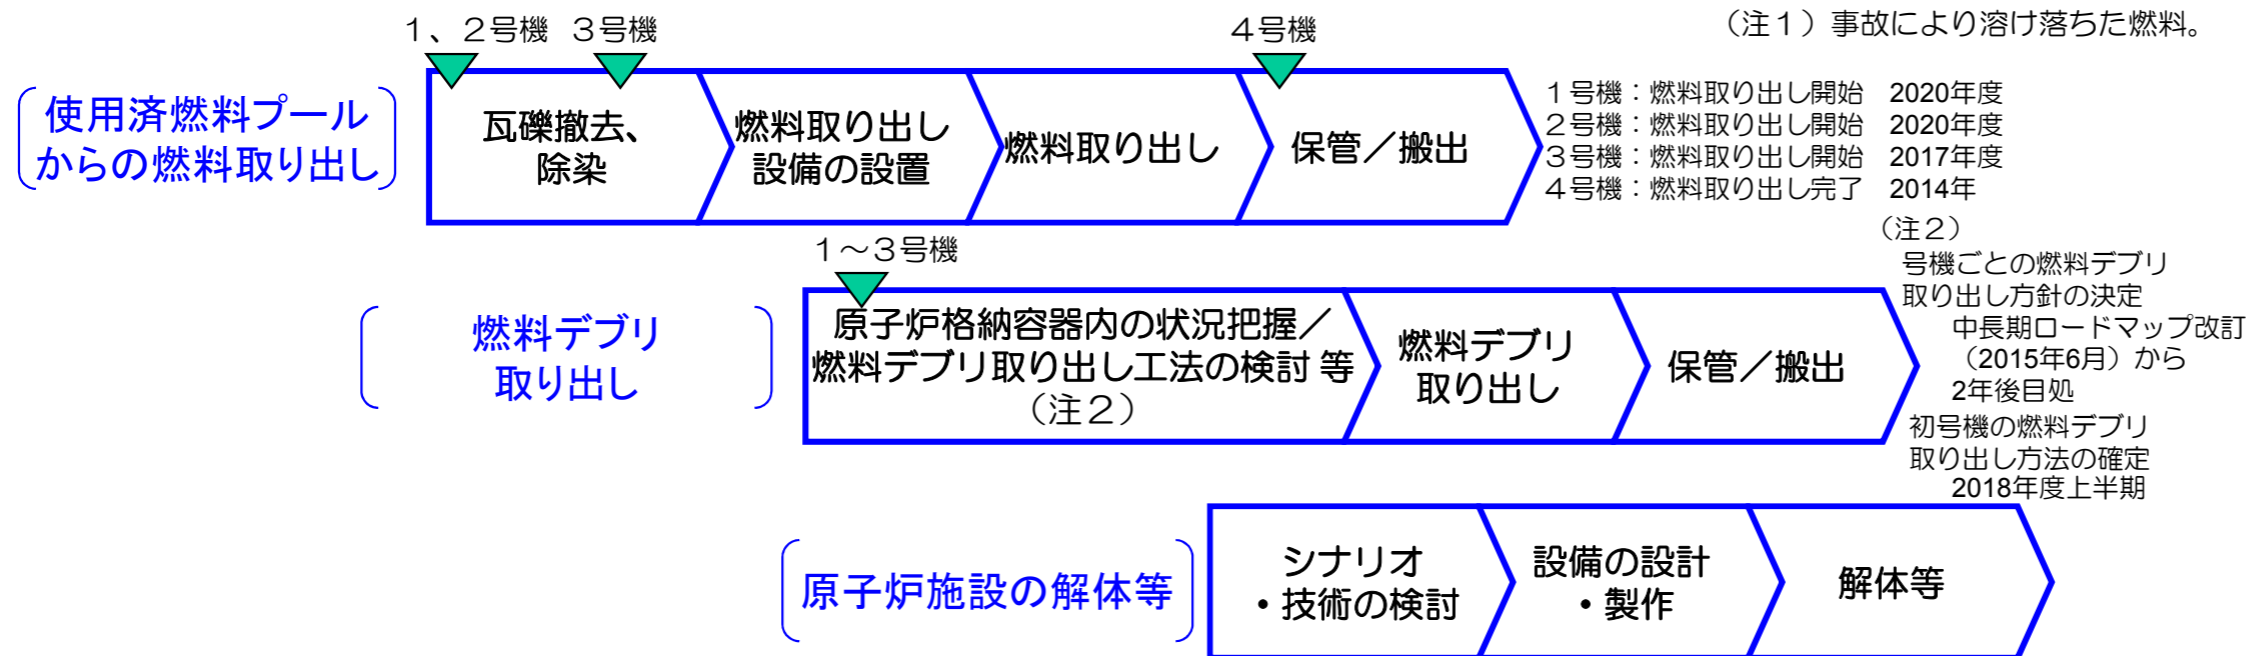 （注１）事故により溶け落ちた燃料。
１、２号機 ３号機
４号機
使用済燃料プール
からの燃料取り出し
瓦礫撤去、
除染
燃料取り出し
設備の設置
燃料取り出し
保管／搬出
１号機：燃料取り出し開始 2020年度
２号機：燃料取り出し開始 2020年度
３号機：燃料取り出し開始 2017年度
４号機：燃料取り出し完了 2014年
１～３号機
燃料デブリ
取り出し
原子炉格納容器内の状況把握／
燃料デブリ取り出し工法の検討 等
（注２）
燃料デブリ
取り出し
保管／搬出
（注２）
号機ごとの燃料デブリ
取り出し方針の決定
中長期ロードマップ改訂
（2015年6月）から
2年後目処
初号機の燃料デブリ
取り出し方法の確定
2018年度上半期
原子炉施設の解体等
シナリオ
・技術の検討
設備の設計
・製作
解体等